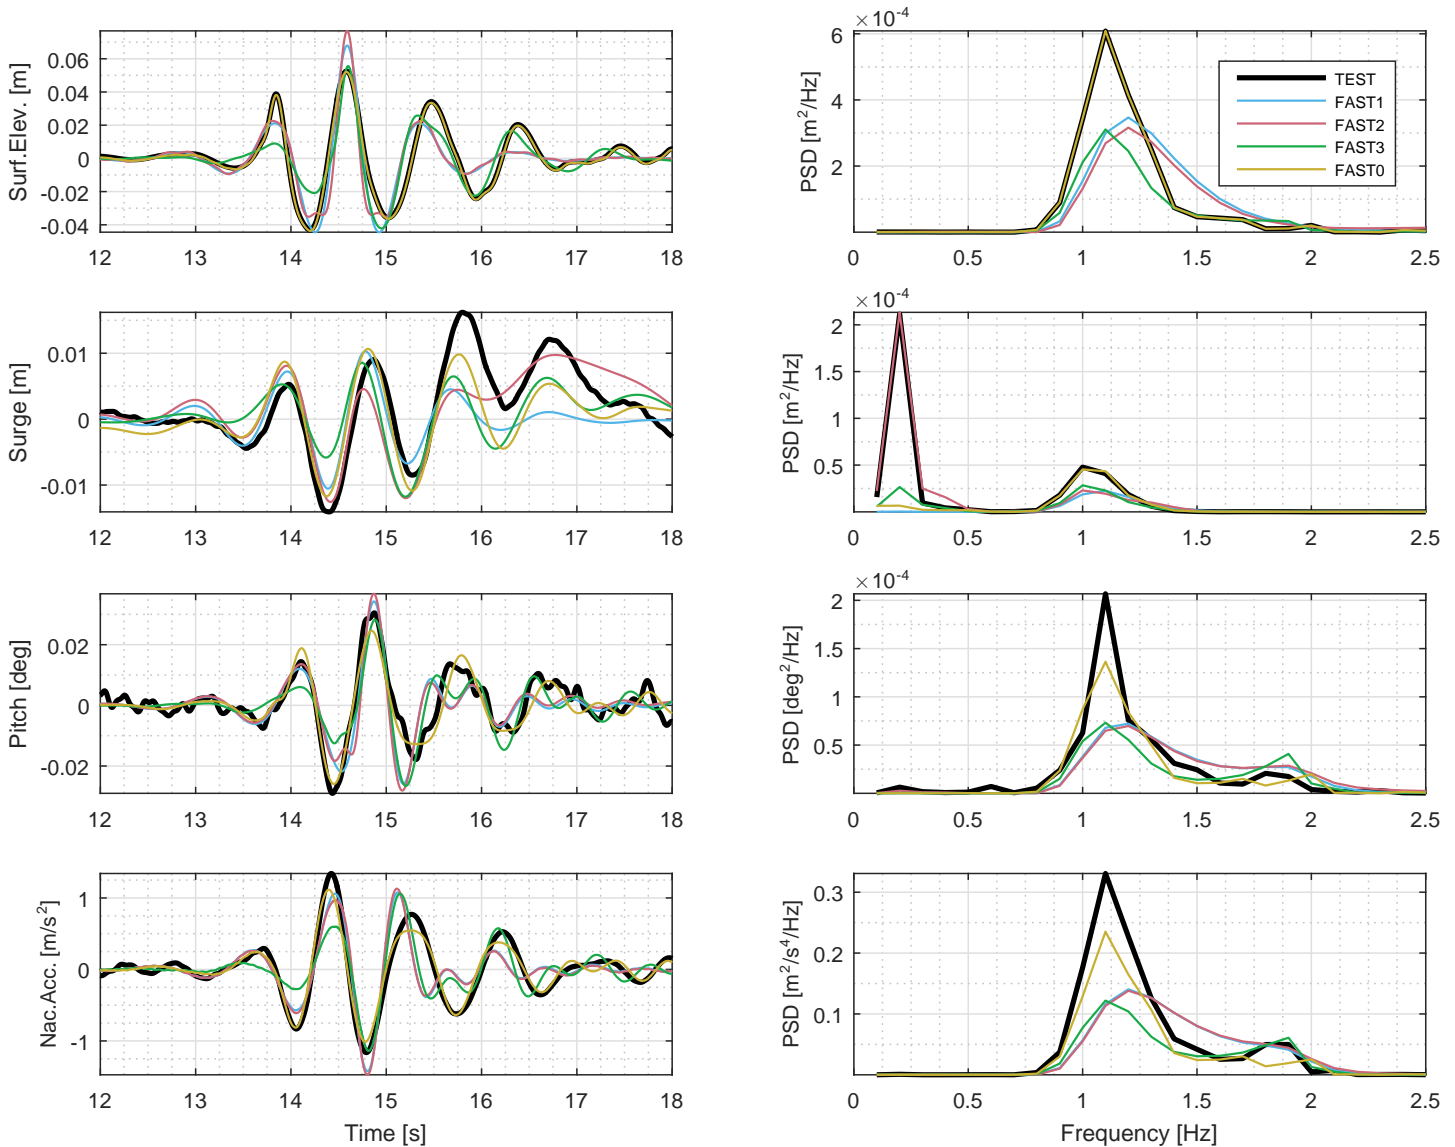 Surf.Elev. [m]
0.06
0.04
0.02
0
-0.02
-0.04
12 13 14 15 16 17 18
×10⁻⁴
PSD [m²/Hz]
6
4
2
0 0.5 1 1.5 2 2.5
TEST
FAST1
FAST2
FAST3
FAST0
Surge [m]
0.01
0
-0.01
12 13 14 15 16 17 18
×10⁻⁴
PSD [m²/Hz]
2
1.5
1
0.5
0 0.5 1 1.5 2 2.5
Pitch [deg]
0.02
0
-0.02
12 13 14 15 16 17 18
×10⁻⁴
PSD [deg²/Hz]
2
1.5
1
0.5
0 0.5 1 1.5 2 2.5
Nac.Acc. [m/s⁻²]
1
0
-1
12 13 14 15 16 17 18
Time [s]
PSD [m²/s⁴/Hz]
0.3
0.2
0.1
0 0.5 1 1.5 2 2.5
Frequency [Hz]